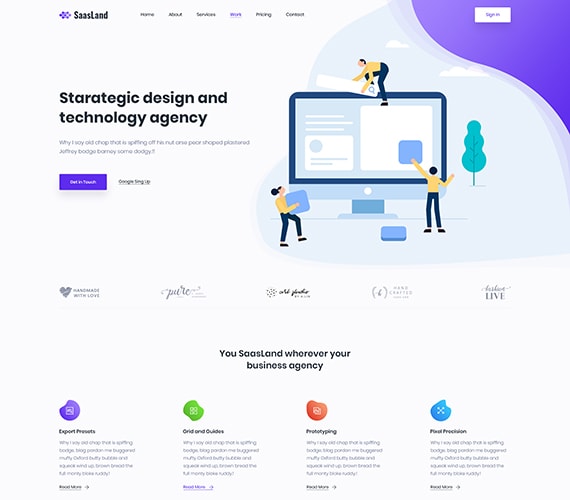 SaasLand
Home About Services Work Pricing Contact
Sign In
Starategic design and
technology agency
Why I say old chap that is spiffing off his nut arse pear shaped plastered
Jeffrey bodge barney some dodgy.!!
Get In Touch Google Sing Up
HANDMADE
WITH LOVE
pure
art studio
HAND
CRAFTED
fashion
LIVE
You SaasLand wherever your
business agency
Export Presets
Why I say old chap that is spiffing
bodge, blag pardon me buggered
mufty Oxford butty bubble and
squeak wind up, brown bread the
full monty bloke ruddy !
Read More
Grid and Guides
Why I say old chap that is spiffing
bodge, blag pardon me buggered
mufty Oxford butty bubble and
squeak wind up, brown bread the
full monty bloke ruddy !
Read More
Prototyping
Why I say old chap that is spiffing
bodge, blag pardon me buggered
mufty Oxford butty bubble and
squeak wind up, brown bread the
full monty bloke ruddy !
Read More
Pixel Precision
Why I say old chap that is spiffing
bodge, blag pardon me buggered
mufty Oxford butty bubble and
squeak wind up, brown bread the
full monty bloke ruddy !
Read More